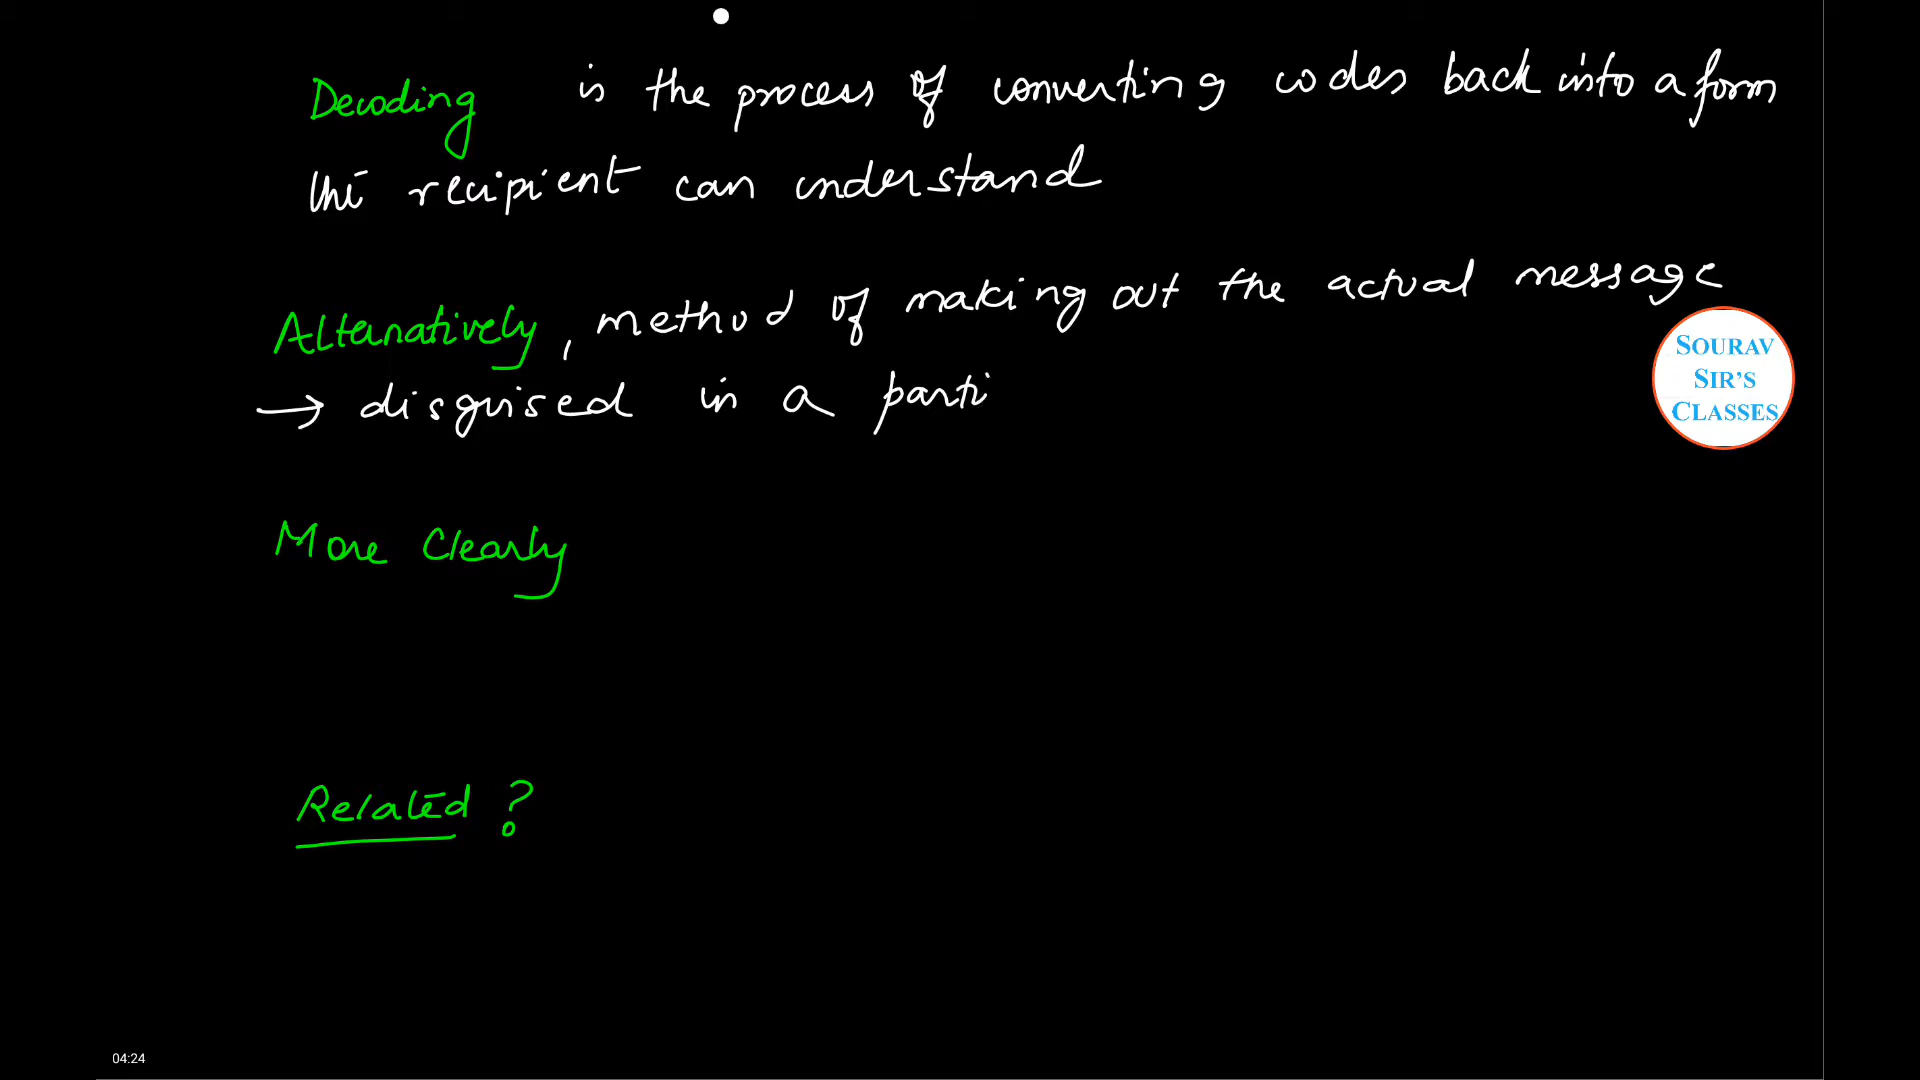 Decoding is the process of converting codes back into a form
the recipient can understand
Alternatively, method of making out the actual message
→ disguised in a parti
SOURAV
SIR'S
CLASSES
More Clearly
Related ?
04:24